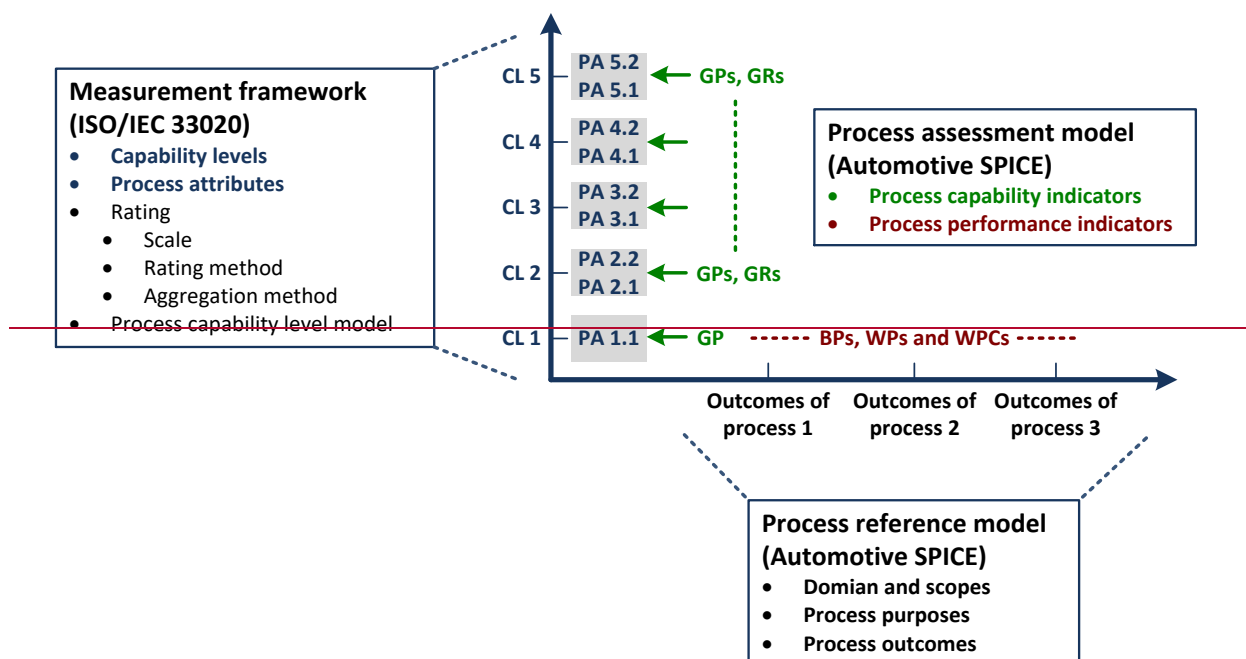 Measurement framework
(ISO/IEC 33020)
• Capability levels
• Process attributes
• Rating
• Scale
• Rating method
• Aggregation method
• Process capability level model
CL 5
PA 5.2
PA 5.1
GPs, GRs
CL 4
PA 4.2
PA 4.1
CL 3
PA 3.2
PA 3.1
CL 2
PA 2.2
PA 2.1
GPs, GRs
CL 1
PA 1.1
GP
BPs, WPs and WPCs
Process assessment model
(Automotive SPICE)
• Process capability indicators
• Process performance indicators
Outcomes of
process 1
Outcomes of
process 2
Outcomes of
process 3
Process reference model
(Automotive SPICE)
• Domian and scopes
• Process purposes
• Process outcomes